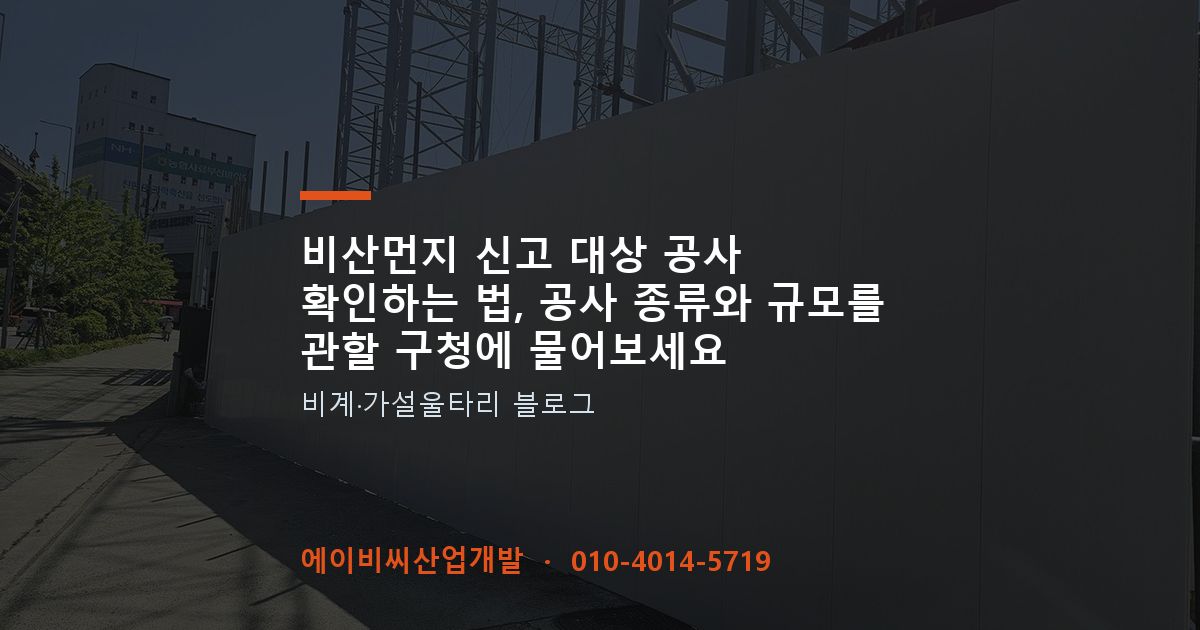 NH
비산먼지 신고 대상 공사
확인하는 법, 공사 종류와 규모를
관할 구청에 물어보세요
비계·가설울타리 블로그
에이비씨산업개발 · 010-4014-5719